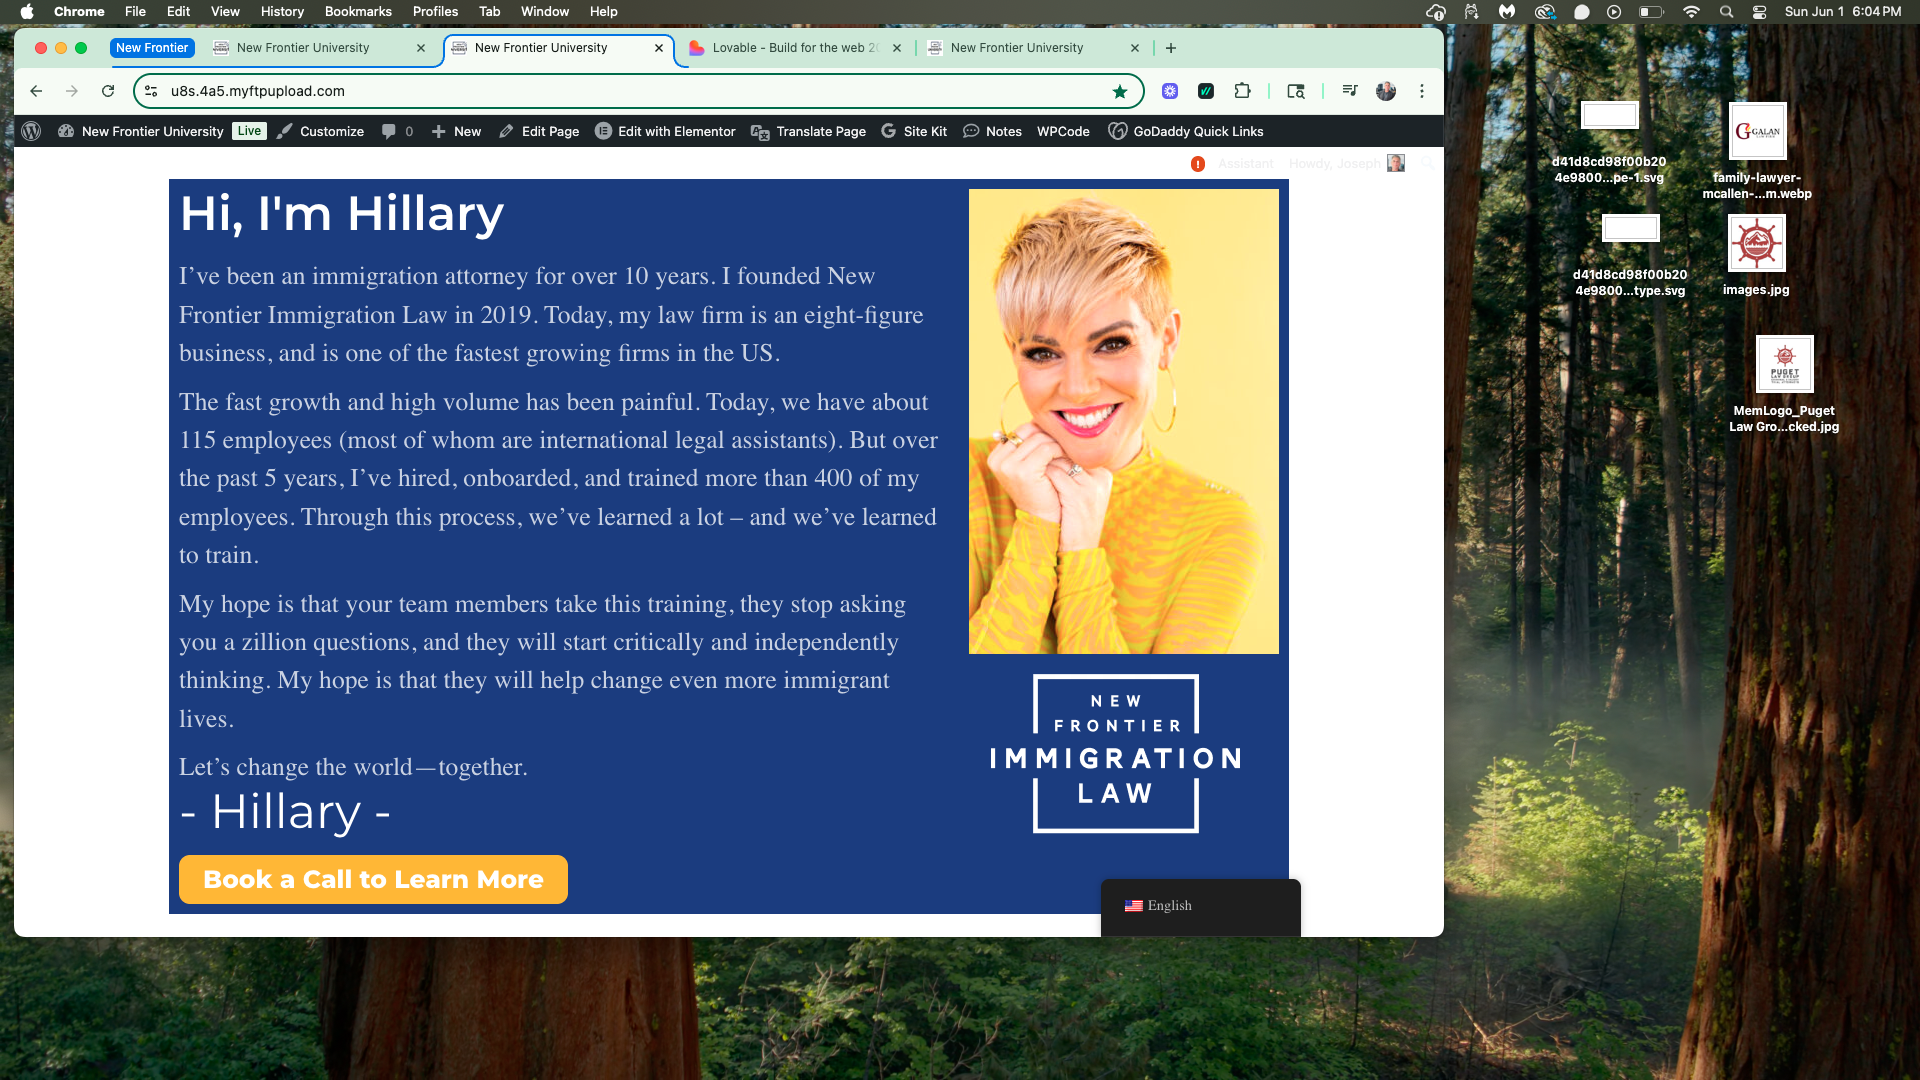 Chrome File Edit View History Bookmarks Profiles Tab Window Help Sun Jun 1 6:04 PM
New Frontier New Frontier University New Frontier University Lovable - Build for the web 20 New Frontier University
u8s.4a5.myftpupload.com
New Frontier University Live Customize 0 New Edit Page Edit with Elementor Translate Page Site Kit Notes WPCode GoDaddy Quick Links
Assistant Howdy, Joseph
Hi, I'm Hillary
I’ve been an immigration attorney for over 10 years. I founded New
Frontier Immigration Law in 2019. Today, my law firm is an eight-figure
business, and is one of the fastest growing firms in the US.
The fast growth and high volume has been painful. Today, we have about
115 employees (most of whom are international legal assistants). But over
the past 5 years, I’ve hired, onboarded, and trained more than 400 of my
employees. Through this process, we’ve learned a lot – and we’ve learned
to train.
My hope is that your team members take this training, they stop asking
you a zillion questions, and they will start critically and independently
thinking. My hope is that they will help change even more immigrant
lives.
Let’s change the world—together.
- Hillary -
Book a Call to Learn More
NEW
FRONTIER
IMMIGRATION
LAW
English
d41d8cd98f00b20
4e9800...pe-1.svg
GALAN
family-lawyer-
mcallen-...m.webp
d41d8cd98f00b20
4e9800...type.svg
images.jpg
PUGET
LAW GROUP
MemLogo_Puget
Law Gro...cked.jpg